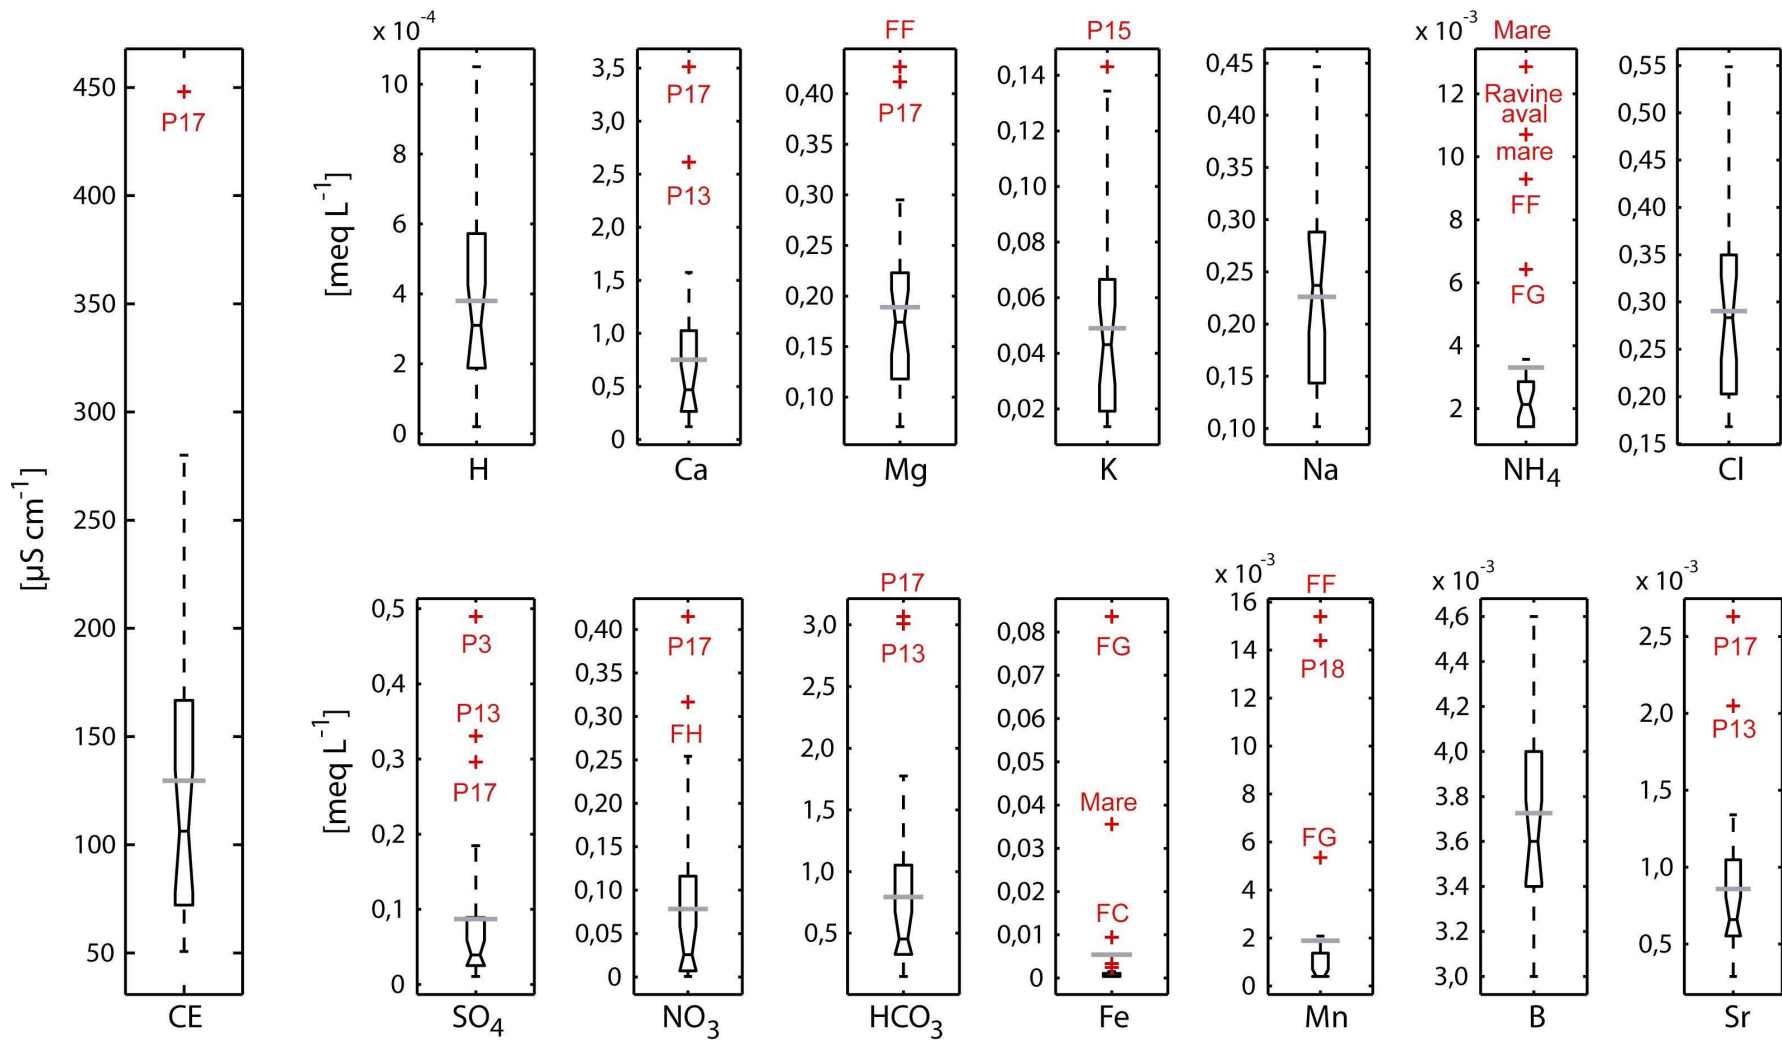 [µS cm⁻¹]
450
P17
400
350
300
250
200
150
100
50
CE
[meq L⁻¹]
x 10⁻⁴
10
8
6
4
2
0
H
3,5
P17
3,0
2,5
P13
2,0
1,5
1,0
0,5
0
Ca
FF
0,40
P17
0,30
0,25
0,20
0,15
0,10
Mg
P15
0,14
0,12
0,10
0,08
0,06
0,04
0,02
K
0,45
0,40
0,35
0,30
0,25
0,20
0,15
0,10
Na
x 10⁻³
Mare
12
Ravine
aval
10
mare
FF
8
6
FG
4
2
NH₄
0,55
0,50
0,45
0,40
0,35
0,30
0,25
0,20
0,15
Cl
[meq L⁻¹]
0,5
P3
0,4
P13
0,3
P17
0,2
0,1
0
SO₄
0,40
P17
0,35
0,30
FH
0,25
0,20
0,15
0,10
0,05
0
NO₃
P17
3,0
P13
2,5
2,0
1,5
1,0
0,5
HCO₃
0,08
FG
0,07
0,06
0,05
0,04
Mare
0,03
0,02
FC
0,01
0
Fe
x 10⁻³
FF
16
14
P18
12
10
8
6
FG
4
2
0
Mn
x 10⁻³
4,6
4,4
4,2
4,0
3,8
3,6
3,4
3,2
3,0
B
x 10⁻³
2,5
P17
2,0
P13
1,5
1,0
0,5
Sr